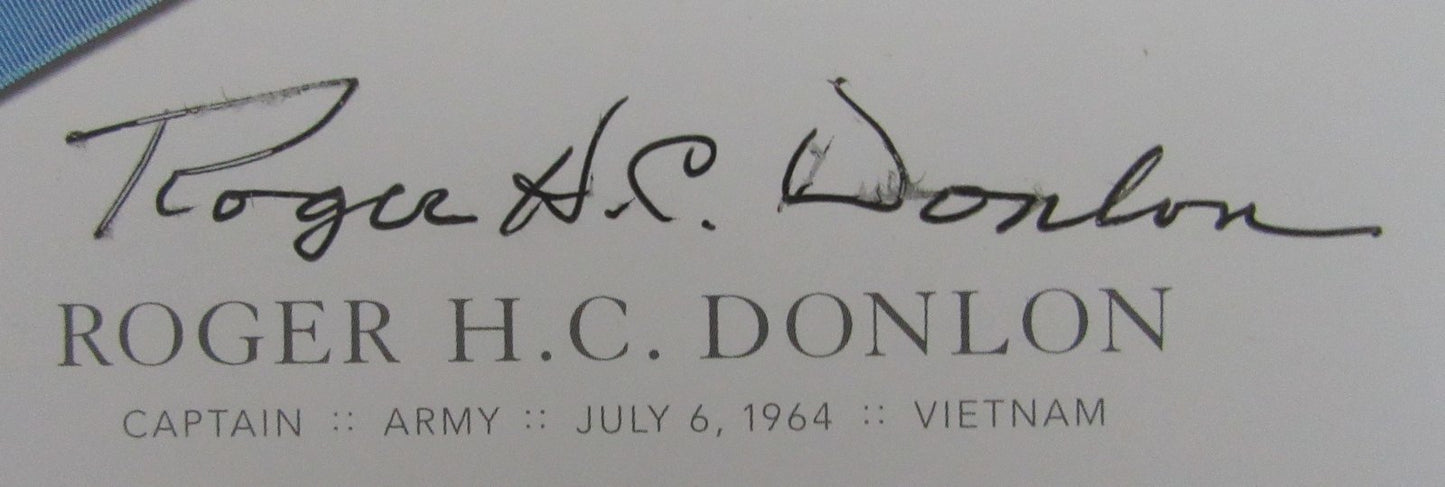 Roger H.C. Donlon
ROGER H.C. DONLON
CAPTAIN :: ARMY :: JULY 6, 1964 :: VIETNAM